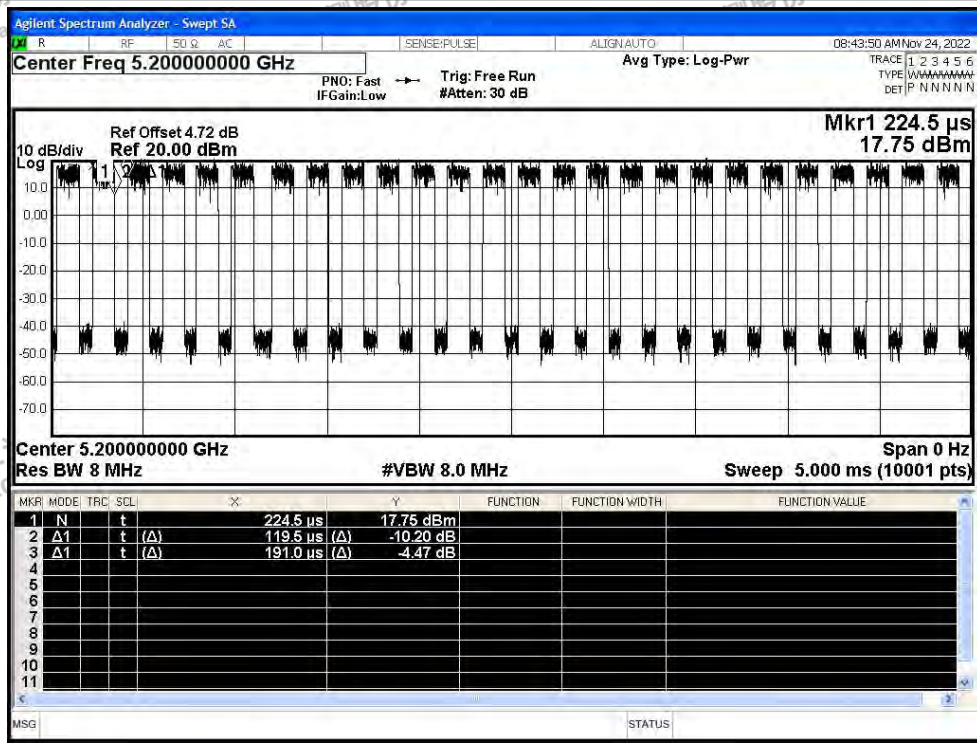 Agilent Spectrum Analyzer - Swept SA
LXI R RF 50 Ω AC SENSE:PULSE ALIGNAUTO 08:43:50 AM Nov 24, 2022
Center Freq 5.200000000 GHz
Avg Type: Log-Pwr
TRACE 1 2 3 4 5 6
PNO: Fast Trig: Free Run
TYPE WWWWWW
IFGain:Low #Atten: 30 dB
DET P N N N N N
Mkr1 224.5 µs
Ref Offset 4.72 dB
10 dB/div Ref 20.00 dBm 17.75 dBm
Log
1
10.0
0.00
-10.0
-20.0
-30.0
-40.0
-50.0
-60.0
-70.0
Center 5.200000000 GHz Span 0 Hz
Res BW 8 MHz #VBW 8.0 MHz Sweep 5.000 ms (10001 pts)
MKR MODE TRC SCL X Y FUNCTION FUNCTION WIDTH FUNCTION VALUE
1 N t 224.5 µs 17.75 dBm
2 Δ1 t (Δ) 119.5 µs (Δ) -10.20 dB
3 Δ1 t (Δ) 191.0 µs (Δ) -4.47 dB
4
5
6
7
8
9
10
11
MSG STATUS